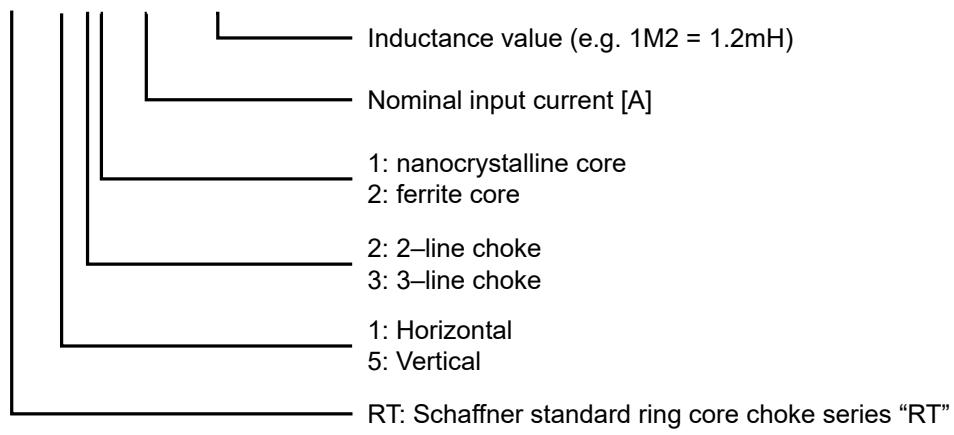 Inductance value (e.g. 1M2 = 1.2mH)
Nominal input current [A]
1: nanocrystalline core
2: ferrite core
2: 2–line choke
3: 3–line choke
1: Horizontal
5: Vertical
RT: Schaffner standard ring core choke series “RT”